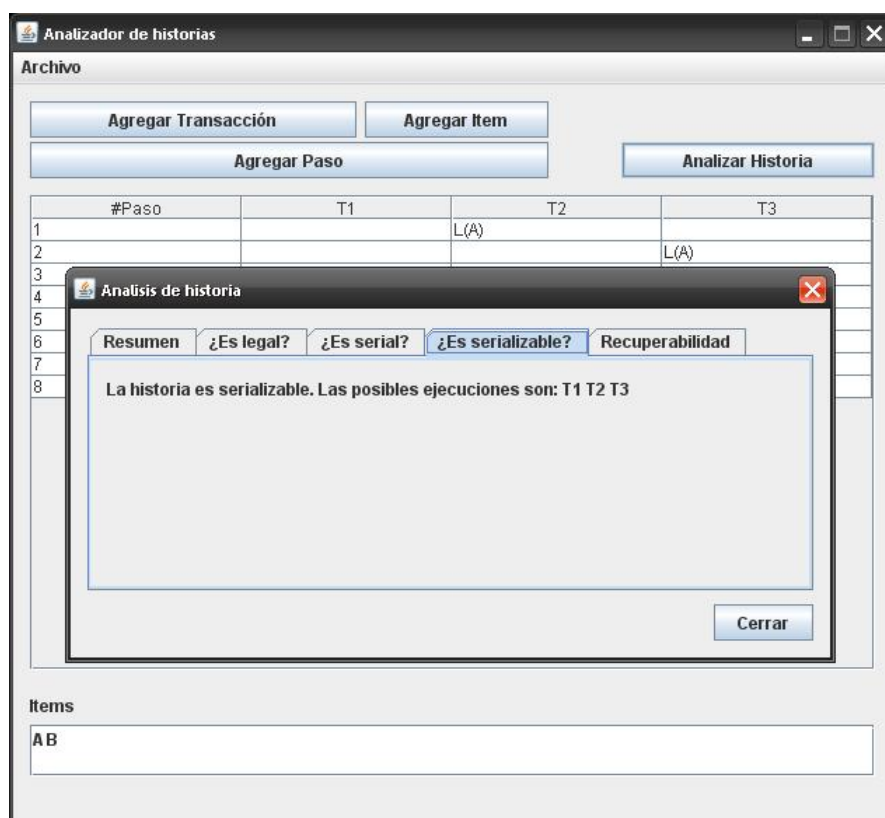 Analizador de historias
Archivo
Agregar Transacción Agregar Item
Agregar Paso Analizar Historia
#Paso T1 T2 T3
1 L(A)
2 L(A)
3
4 Analisis de historia
5
6 Resumen ¿Es legal? ¿Es serial? ¿Es serializable? Recuperabilidad
7
8 La historia es serializable. Las posibles ejecuciones son: T1 T2 T3
Cerrar
Items
A B